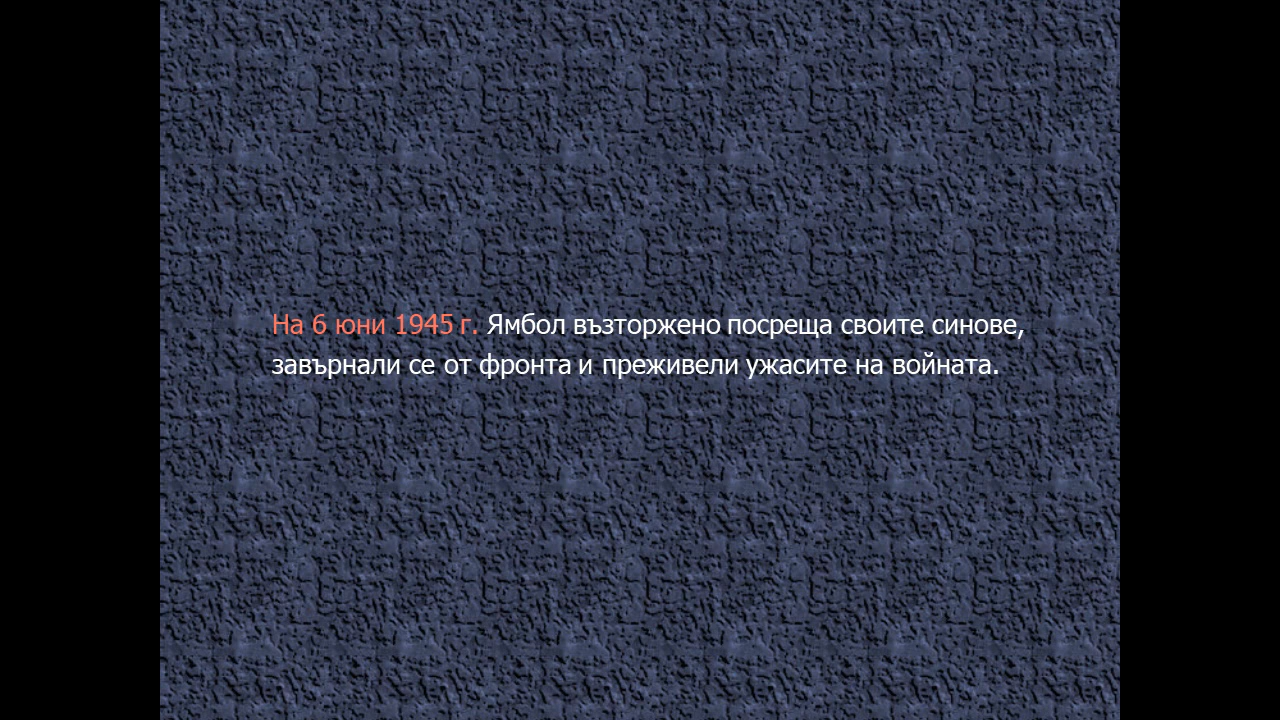 На 6 юни 1945 г. Ямбол възторжено посреща своите синове,
завърнали се от фронта и преживели ужасите на войната.